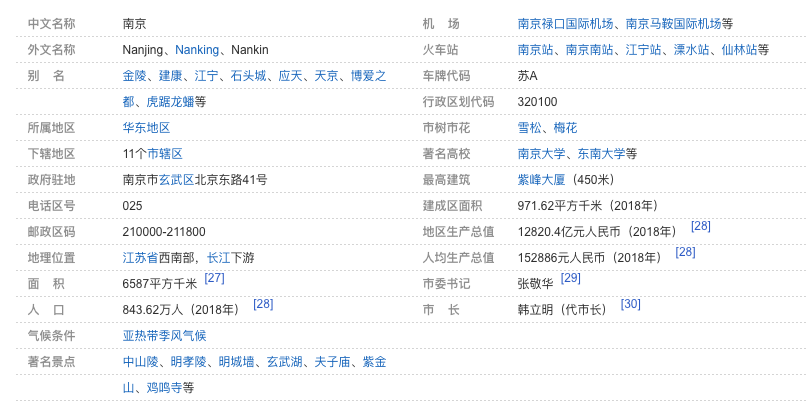 中文名称 南京
外文名称 Nanjing、Nanking、Nankin
别 名 金陵、建康、江宁、石头城、应天、天京、博爱之
都、虎踞龙蟠等
所属地区 华东地区
下辖地区 11个市辖区
政府驻地 南京市玄武区北京东路41号
电话区号 025
邮政区码 210000-211800
地理位置 江苏省西南部，长江下游
面 积 6587平方千米 [27]
人 口 843.62万人（2018年） [28]
气候条件 亚热带季风气候
著名景点 中山陵、明孝陵、明城墙、玄武湖、夫子庙、紫金
山、鸡鸣寺等
机 场 南京禄口国际机场、南京马鞍国际机场等
火车站 南京站、南京南站、江宁站、溧水站、仙林站等
车牌代码 苏A
行政区划代码 320100
市树市花 雪松、梅花
著名高校 南京大学、东南大学等
最高建筑 紫峰大厦（450米）
建成区面积 971.62平方千米（2018年）
地区生产总值 12820.4亿元人民币（2018年） [28]
人均生产总值 152886元人民币（2018年） [28]
市委书记 张敬华 [29]
市 长 韩立明（代市长） [30]